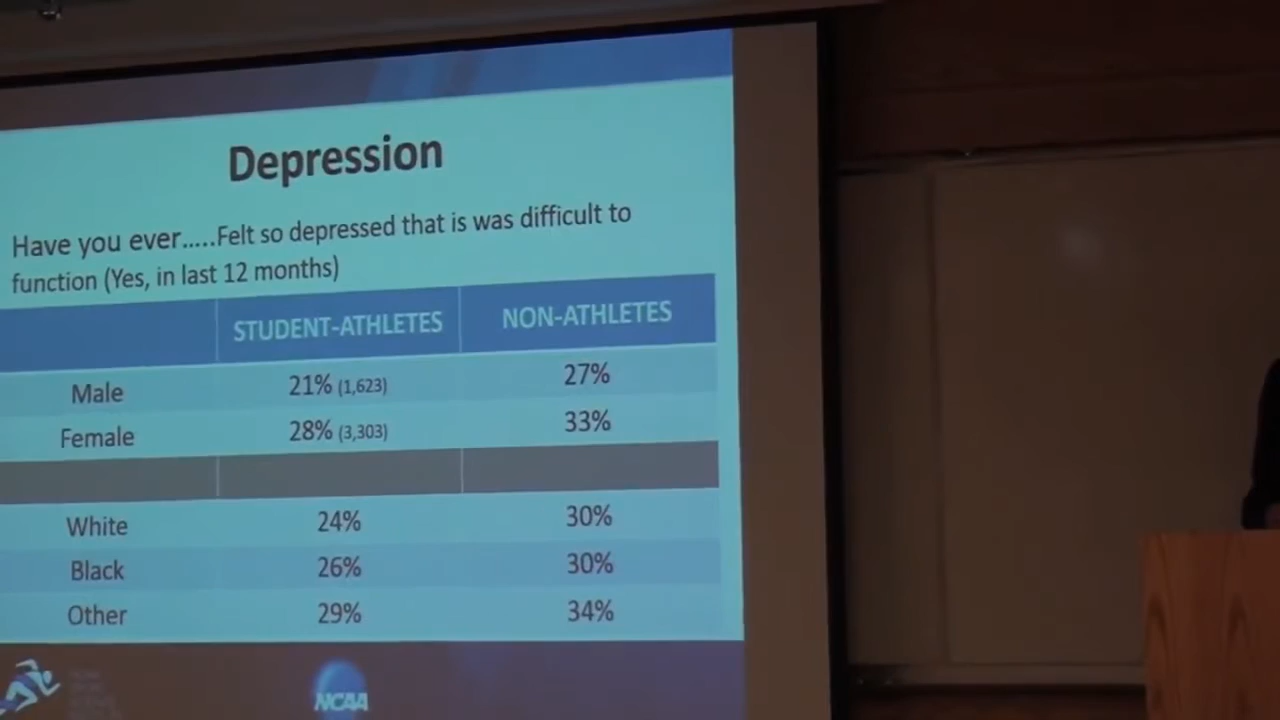 Depression
Have you ever.....Felt so depressed that is was difficult to
function (Yes, in last 12 months)
STUDENT-ATHLETES NON-ATHLETES
Male 21% (1,623) 27%
Female 28% (3,303) 33%
White 24% 30%
Black 26% 30%
Other 29% 34%
NCAA